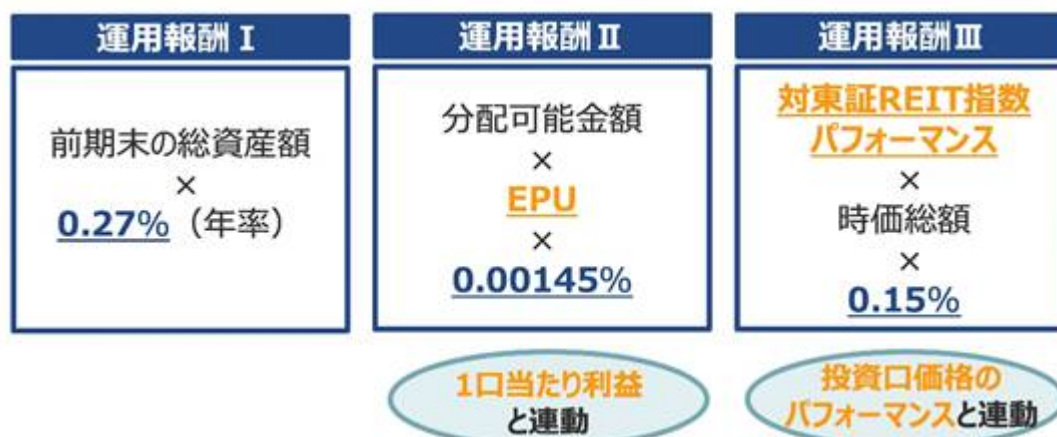 運用報酬Ⅰ
前期末の総資産額
×
0.27%（年率）
運用報酬Ⅱ
分配可能金額
×
EPU
×
0.00145%
1口当たり利益
と連動
運用報酬Ⅲ
対東証REIT指数
パフォーマンス
×
時価総額
×
0.15%
投資口価格の
パフォーマンスと連動